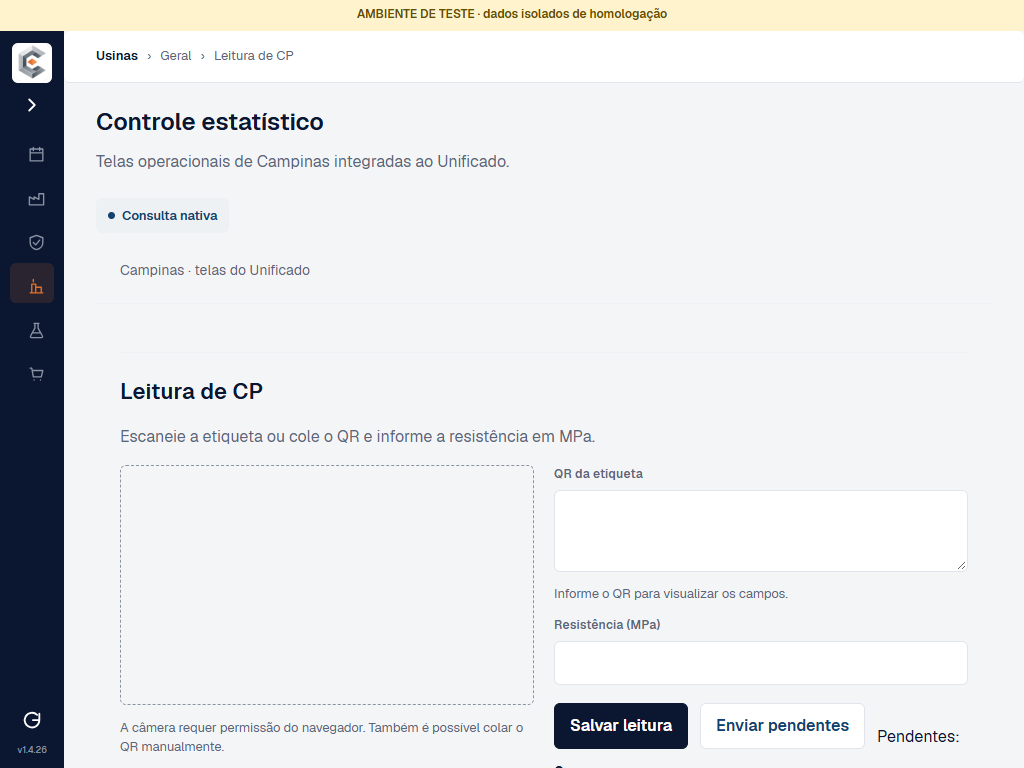 AMBIENTE DE TESTE · dados isolados de homologação
Usinas › Geral › Leitura de CP
Controle estatístico
Telas operacionais de Campinas integradas ao Unificado.
Consulta nativa
Campinas · telas do Unificado
Leitura de CP
Escaneie a etiqueta ou cole o QR e informe a resistência em MPa.
QR da etiqueta
Informe o QR para visualizar os campos.
Resistência (MPa)
Salvar leitura
Enviar pendentes
Pendentes:
A câmera requer permissão do navegador. Também é possível colar o
QR manualmente.
v1.4.26